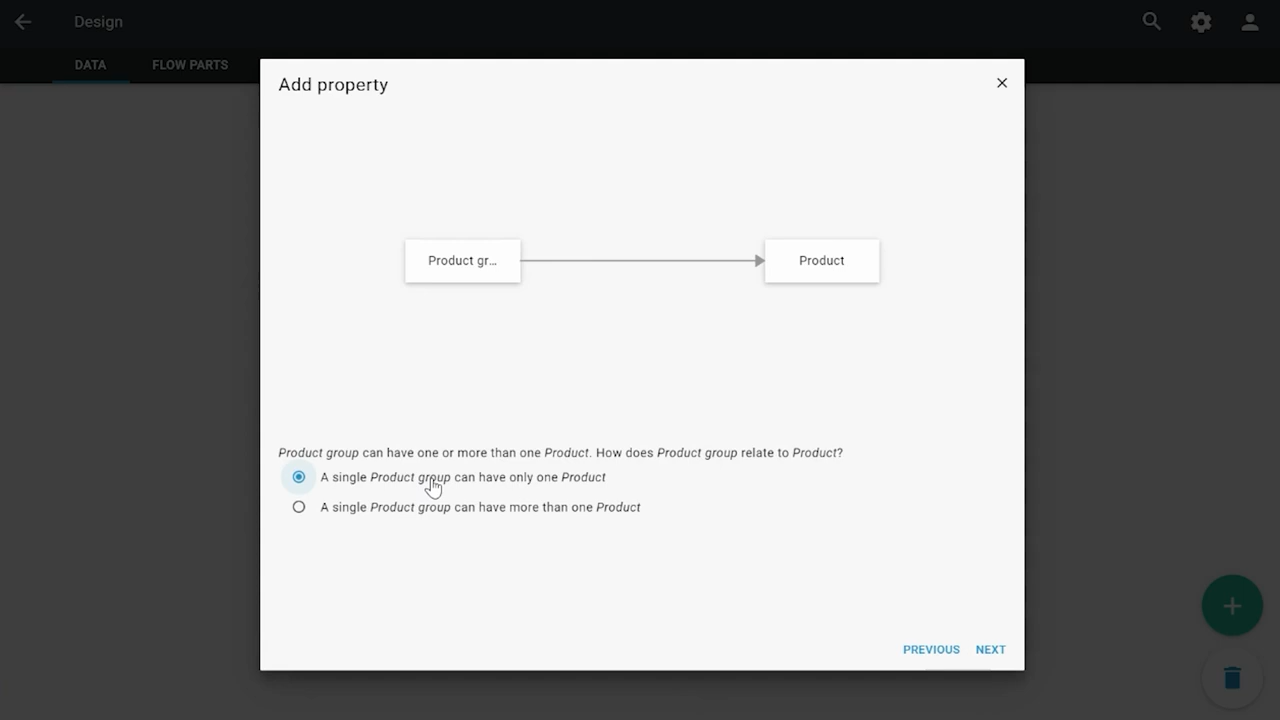 Design
DATA
FLOW PARTS
Add property
Product gr...
Product
Product group can have one or more than one Product. How does Product group relate to Product?
A single Product group can have only one Product
A single Product group can have more than one Product
PREVIOUS
NEXT